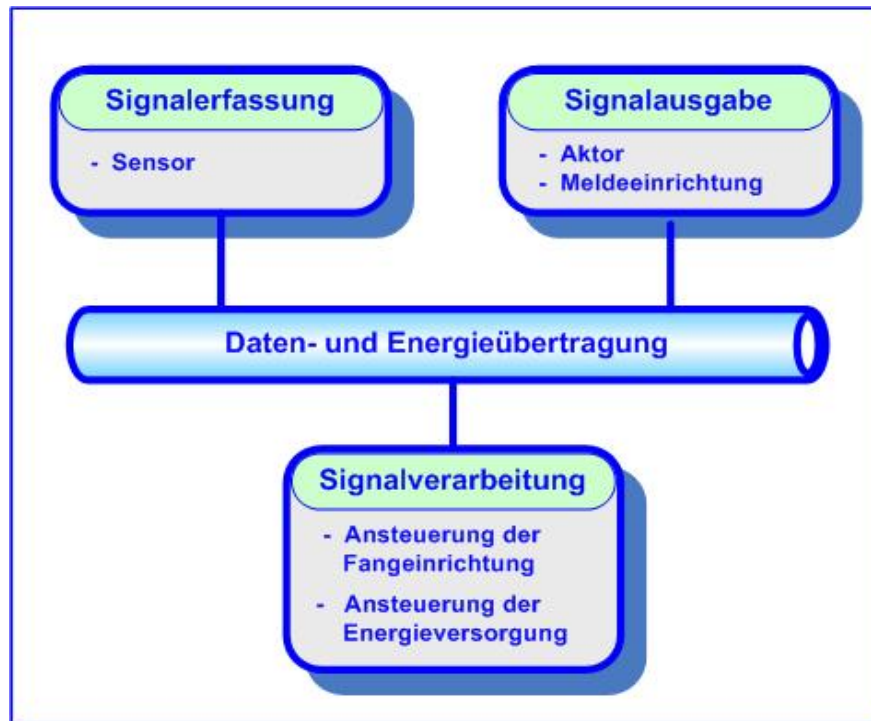 Signalerfassung
- Sensor
Signalausgabe
- Aktor
- Meldeeinrichtung
Daten- und Energieübertragung
Signalverarbeitung
- Ansteuerung der
Fangeinrichtung
- Ansteuerung der
Energieversorgung